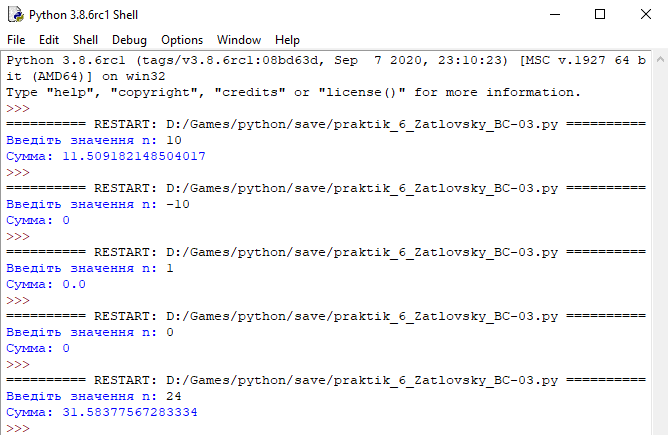 Python 3.8.6rc1 Shell
File Edit Shell Debug Options Window Help
Python 3.8.6rc1 (tags/v3.8.6rc1:08bd63d, Sep  7 2020, 23:10:23) [MSC v.1927 64 b
it (AMD64)] on win32
Type "help", "copyright", "credits" or "license()" for more information.
>>>
========== RESTART: D:/Games/python/save/praktik_6_Zatlovsky_BC-03.py ==========
Введіть значення n: 10
Сумма: 11.509182148504017
>>>
========== RESTART: D:/Games/python/save/praktik_6_Zatlovsky_BC-03.py ==========
Введіть значення n: -10
Сумма: 0
>>>
========== RESTART: D:/Games/python/save/praktik_6_Zatlovsky_BC-03.py ==========
Введіть значення n: 1
Сумма: 0.0
>>>
========== RESTART: D:/Games/python/save/praktik_6_Zatlovsky_BC-03.py ==========
Введіть значення n: 0
Сумма: 0
>>>
========== RESTART: D:/Games/python/save/praktik_6_Zatlovsky_BC-03.py ==========
Введіть значення n: 24
Сумма: 31.58377567283334
>>>